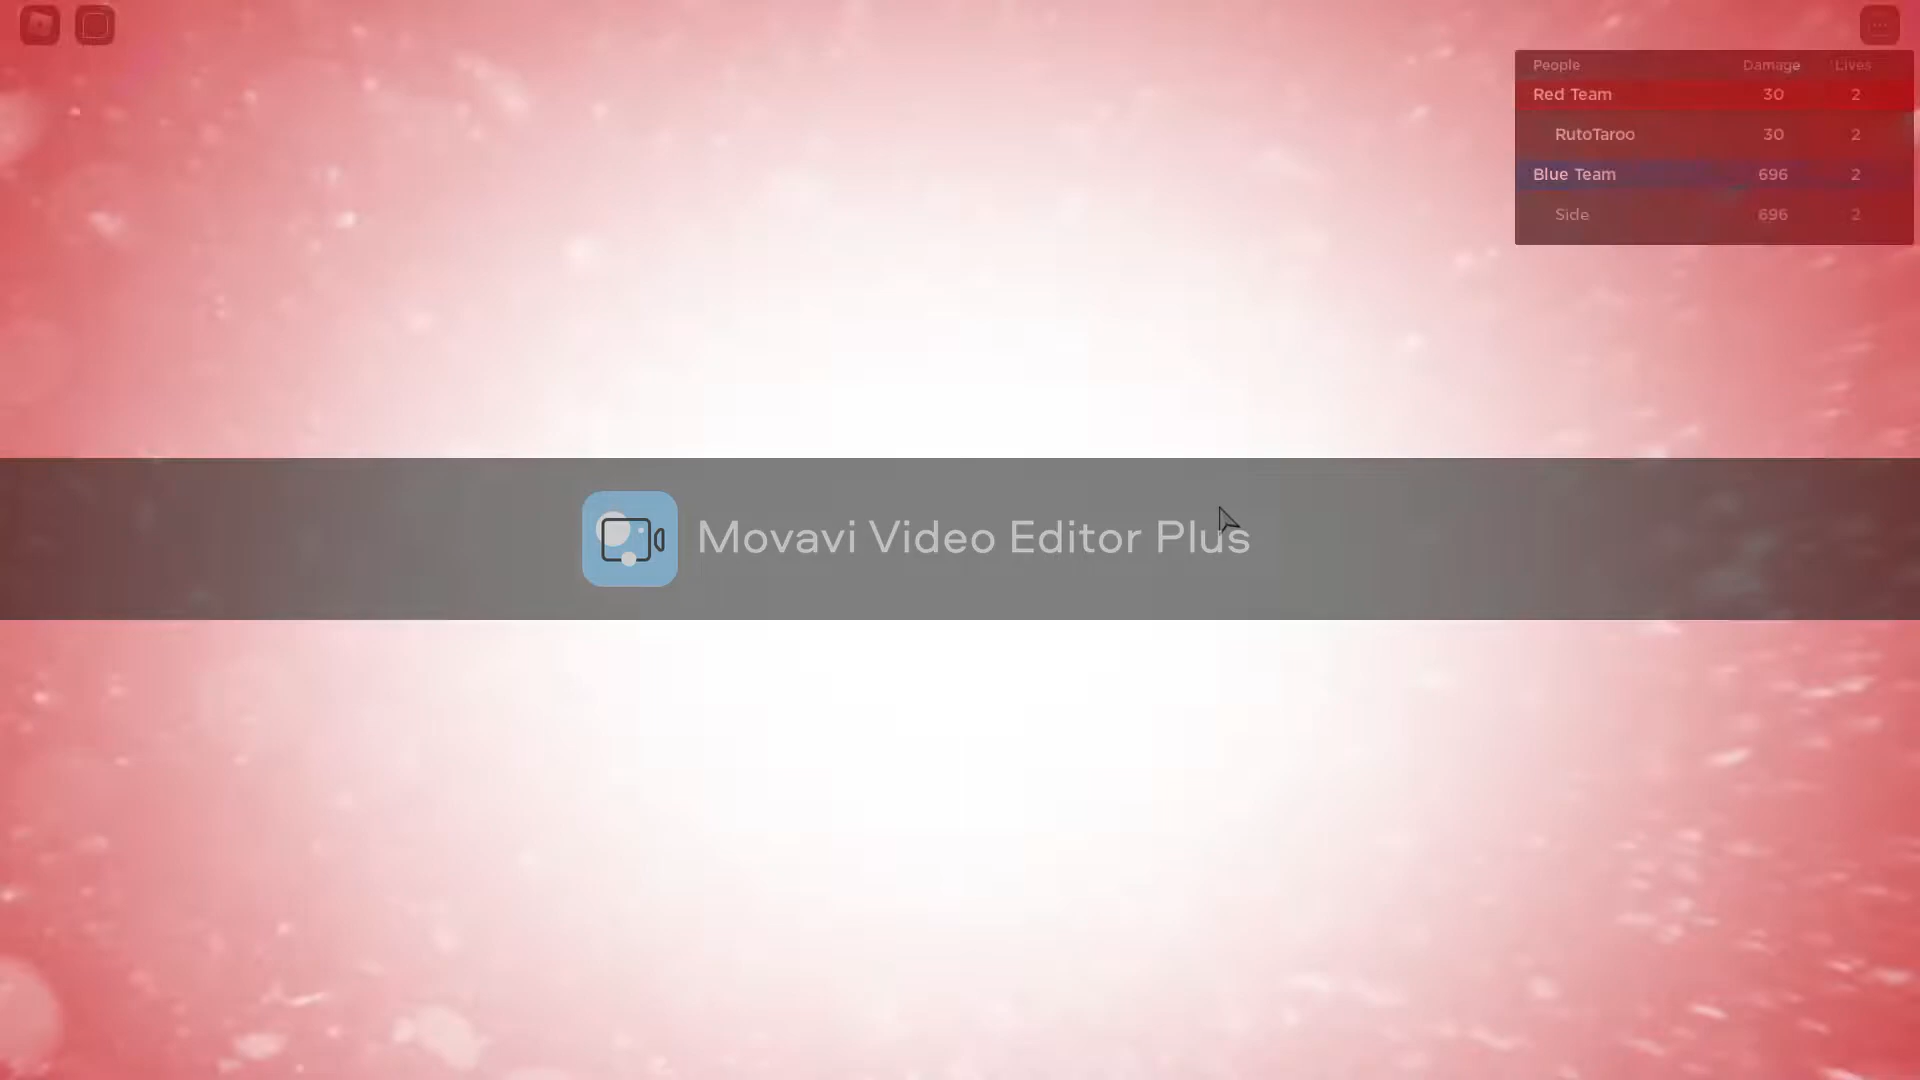 People Damage Lives
Red Team 30 2
RutoTaroo 30 2
Blue Team 696 2
Side 696 2
Movavi Video Editor Plus